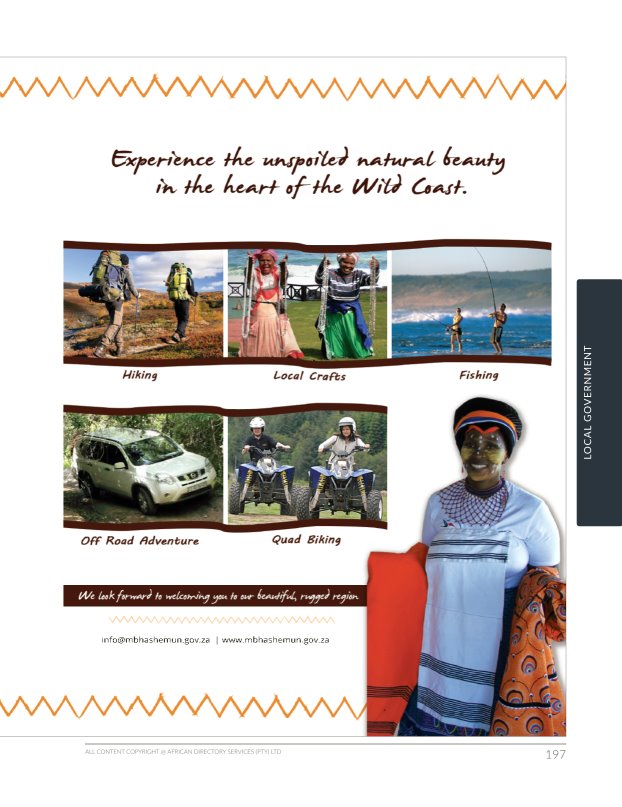 Experience the unspoiled natural beauty
in the heart of the Wild Coast.
Hiking
Local Crafts
Fishing
Off Road Adventure
Quad Biking
We look forward to welcoming you to our beautiful, rugged region
info@mbhashemun.gov.za | www.mbhashemun.gov.za
LOCAL GOVERNMENT
ALL CONTENT COPYRIGHT @ AFRICAN DIRECTORY SERVICES (PTY) LTD
197